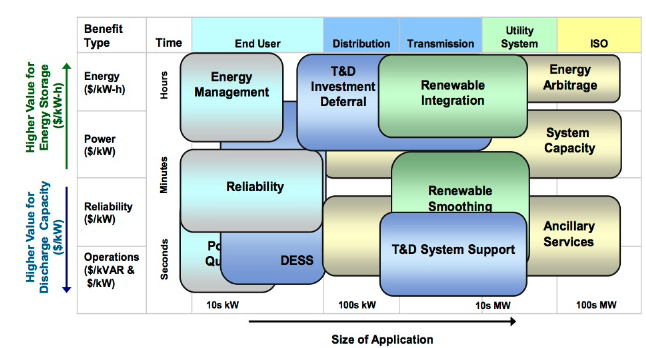 Benefit
Type
Time
End User
Distribution
Transmission
Utility
System
ISO
Higher Value for
Energy Storage
($/kW-h)
Higher Value for
Discharge Capacity
($/kW)
Energy
($/kW-h)
Power
($/kW)
Reliability
($/kW)
Operations
($/kVAR &
$/kW)
Hours
Minutes
Seconds
Energy
Management
T&D
Investment
Deferral
Renewable
Integration
Energy
Arbitrage
System
Capacity
Reliability
Renewable
Smoothing
Po
Qu
DESS
T&D System Support
Ancillary
Services
10s kW
100s kW
10s MW
100s MW
Size of Application